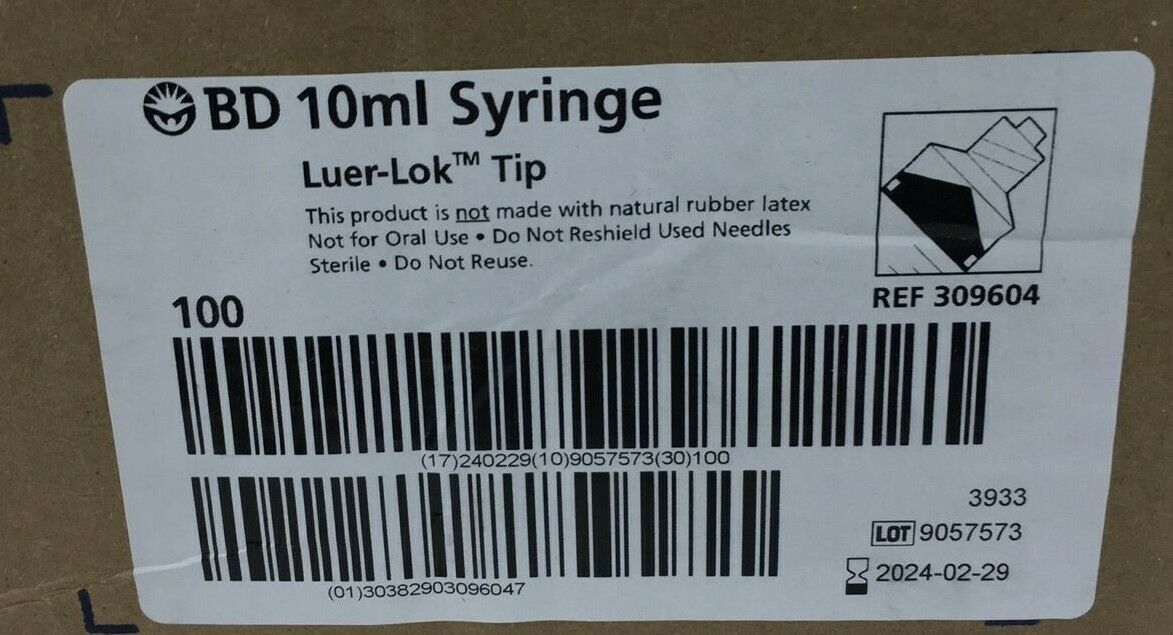 BD 10ml Syringe
Luer-Lok™ Tip
This product is not made with natural rubber latex
Not for Oral Use • Do Not Reshield Used Needles
Sterile • Do Not Reuse.
REF 309604
100
(17)240229(10)9057573(30)100
(01)30382903096047
3933
LOT 9057573
2024-02-29